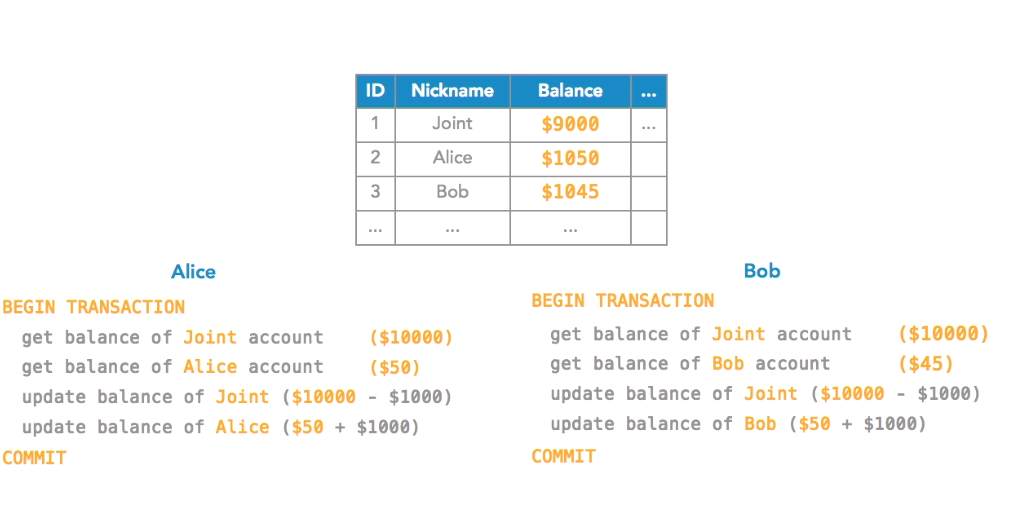 ID Nickname Balance ...
1 Joint $9000 ...
2 Alice $1050
3 Bob $1045
... ... ...
Alice
BEGIN TRANSACTION
get balance of Joint account ($10000)
get balance of Alice account ($50)
update balance of Joint ($10000 - $1000)
update balance of Alice ($50 + $1000)
COMMIT
Bob
BEGIN TRANSACTION
get balance of Joint account ($10000)
get balance of Bob account ($45)
update balance of Joint ($10000 - $1000)
update balance of Bob ($50 + $1000)
COMMIT